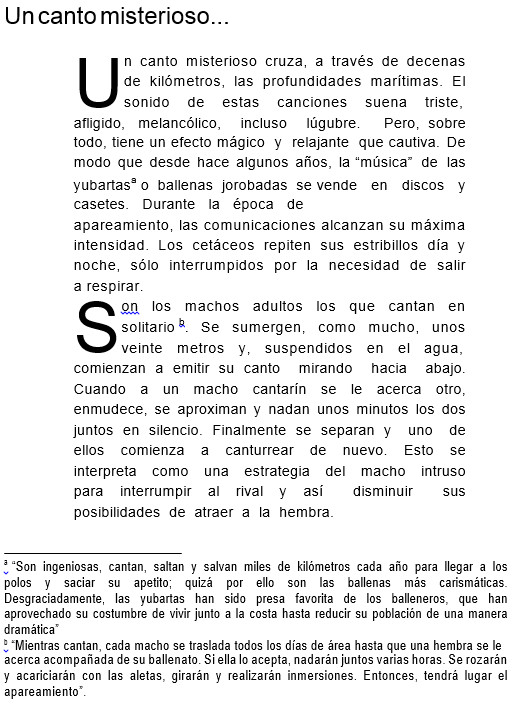 Un canto misterioso...
Un canto misterioso cruza, a través de decenas
de kilómetros, las profundidades marítimas. El
sonido de estas canciones suena triste,
afligido, melancólico, incluso lúgubre. Pero, sobre
todo, tiene un efecto mágico y relajante que cautiva. De
modo que desde hace algunos años, la “música” de las
yubartasª o ballenas jorobadas se vende en discos y
casetes. Durante la época de
apareamiento, las comunicaciones alcanzan su máxima
intensidad. Los cetáceos repiten sus estribillos día y
noche, sólo interrumpidos por la necesidad de salir
a respirar.
Son los machos adultos los que cantan en
solitario b. Se sumergen, como mucho, unos
veinte metros y, suspendidos en el agua,
comienzan a emitir su canto mirando hacia abajo.
Cuando a un macho cantarín se le acerca otro,
enmudece, se aproximan y nadan unos minutos los dos
juntos en silencio. Finalmente se separan y uno de
ellos comienza a canturrear de nuevo. Esto se
interpreta como una estrategia del macho intruso
para interrumpir al rival y así disminuir sus
posibilidades de atraer a la hembra.
a “Son ingeniosas, cantan, saltan y salvan miles de kilómetros cada año para llegar a los
polos y saciar su apetito; quizá por ello son las ballenas más carismáticas.
Desgraciadamente, las yubartas han sido presa favorita de los balleneros, que han
aprovechado su costumbre de vivir junto a la costa hasta reducir su población de una manera
dramática”
b “Mientras cantan, cada macho se traslada todos los días de área hasta que una hembra se le
acerca acompañada de su ballenato. Si ella lo acepta, nadarán juntos varias horas. Se rozarán
y acariciarán con las aletas, girarán y realizarán inmersiones. Entonces, tendrá lugar el
apareamiento”.